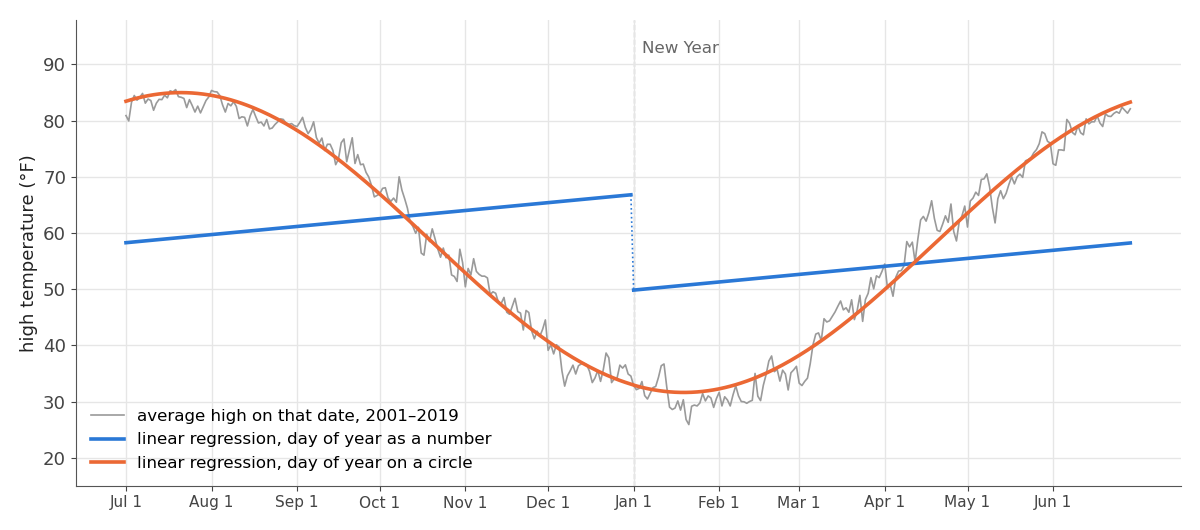 New Year
high temperature (°F)
90
80
70
60
50
40
30
20
average high on that date, 2001–2019
linear regression, day of year as a number
linear regression, day of year on a circle
Jul 1 Aug 1 Sep 1 Oct 1 Nov 1 Dec 1 Jan 1 Feb 1 Mar 1 Apr 1 May 1 Jun 1